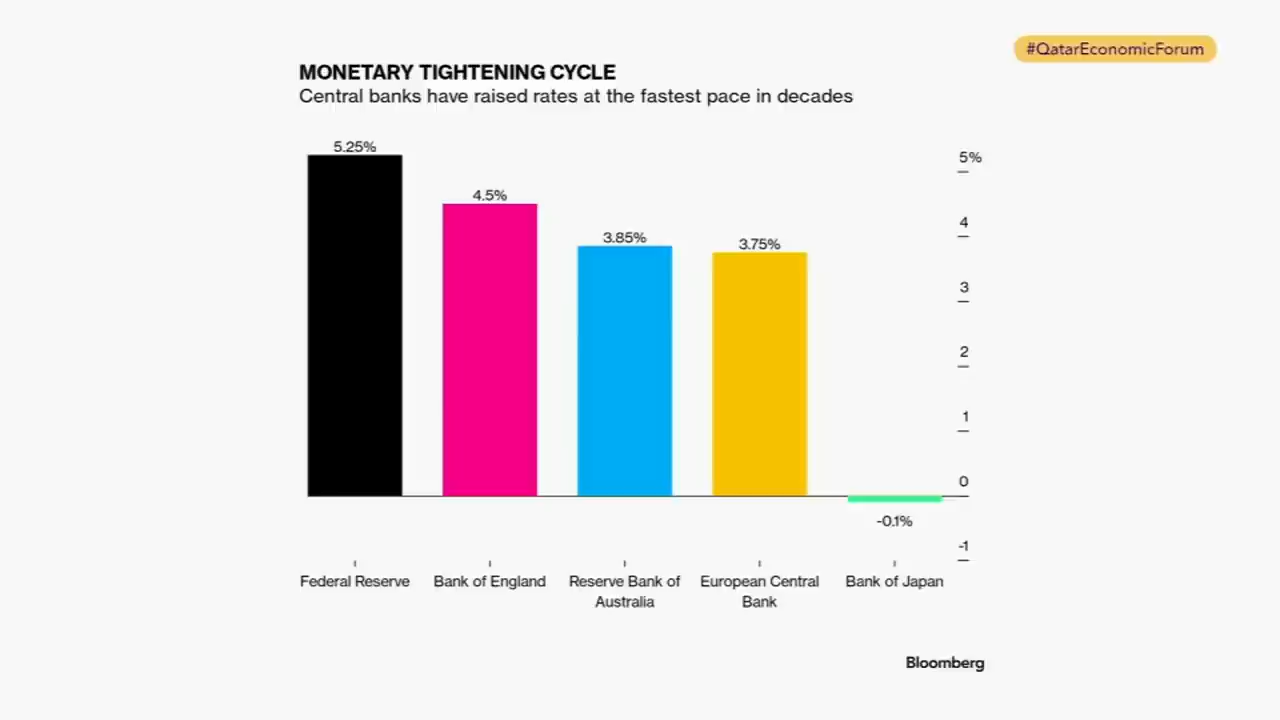 #QatarEconomicForum
MONETARY TIGHTENING CYCLE
Central banks have raised rates at the fastest pace in decades
5.25%
4.5%
3.85%
3.75%
-0.1%
5%
4
3
2
1
0
-1
Federal Reserve
Bank of England
Reserve Bank of
Australia
European Central
Bank
Bank of Japan
Bloomberg